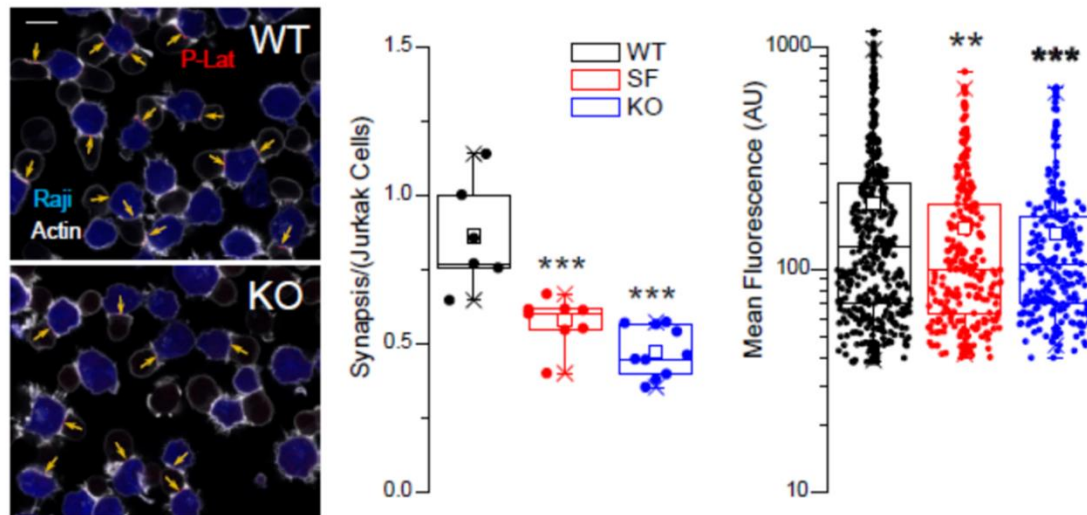 WT
P-Lat
Raji
Actin
KO
Synapsis/(Jurkak Cells)
1.5
1.0
0.5
0.0
WT
SF
KO
***
***
Mean Fluorescence (AU)
1000
100
10
**
***